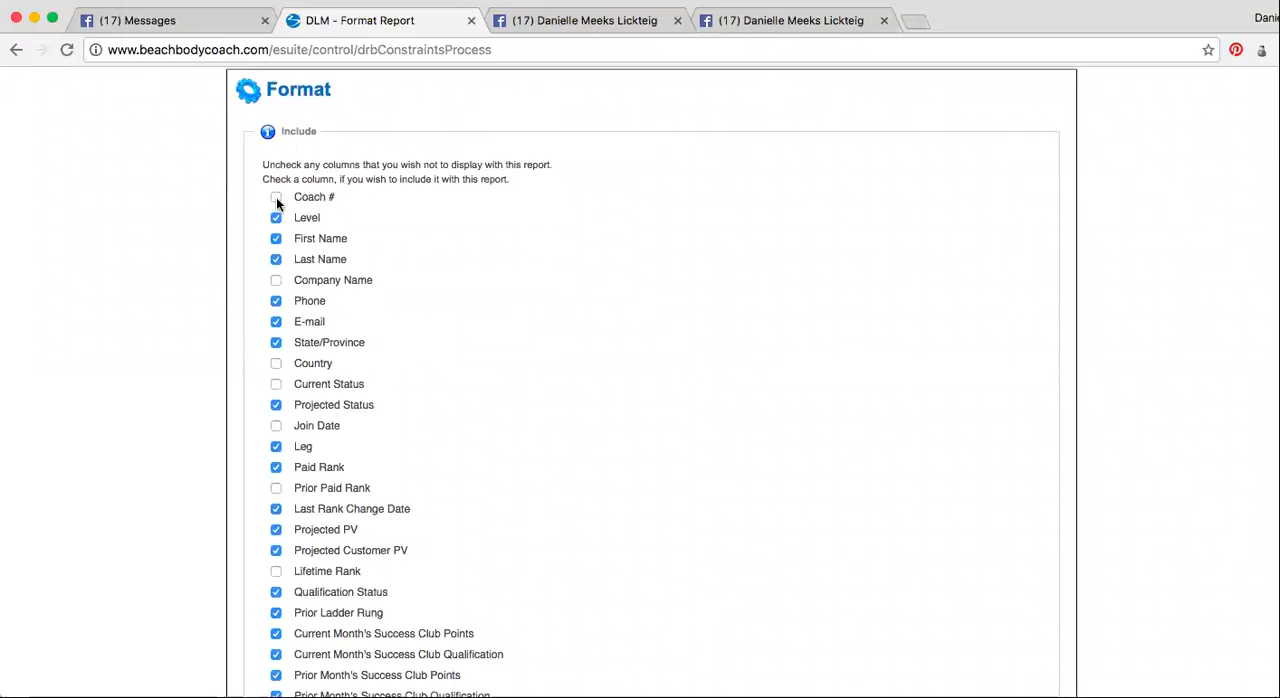 (17) Messages
DLM - Format Report
(17) Danielle Meeks Lickteig
(17) Danielle Meeks Lickteig
www.beachbodycoach.com/esuite/control/drbConstraintsProcess
Format
Include
Uncheck any columns that you wish not to display with this report.
Check a column, if you wish to include it with this report.
Coach #
Level
First Name
Last Name
Company Name
Phone
E-mail
State/Province
Country
Current Status
Projected Status
Join Date
Leg
Paid Rank
Prior Paid Rank
Last Rank Change Date
Projected PV
Projected Customer PV
Lifetime Rank
Qualification Status
Prior Ladder Rung
Current Month's Success Club Points
Current Month's Success Club Qualification
Prior Month's Success Club Points
Prior Month's Success Club Qualification